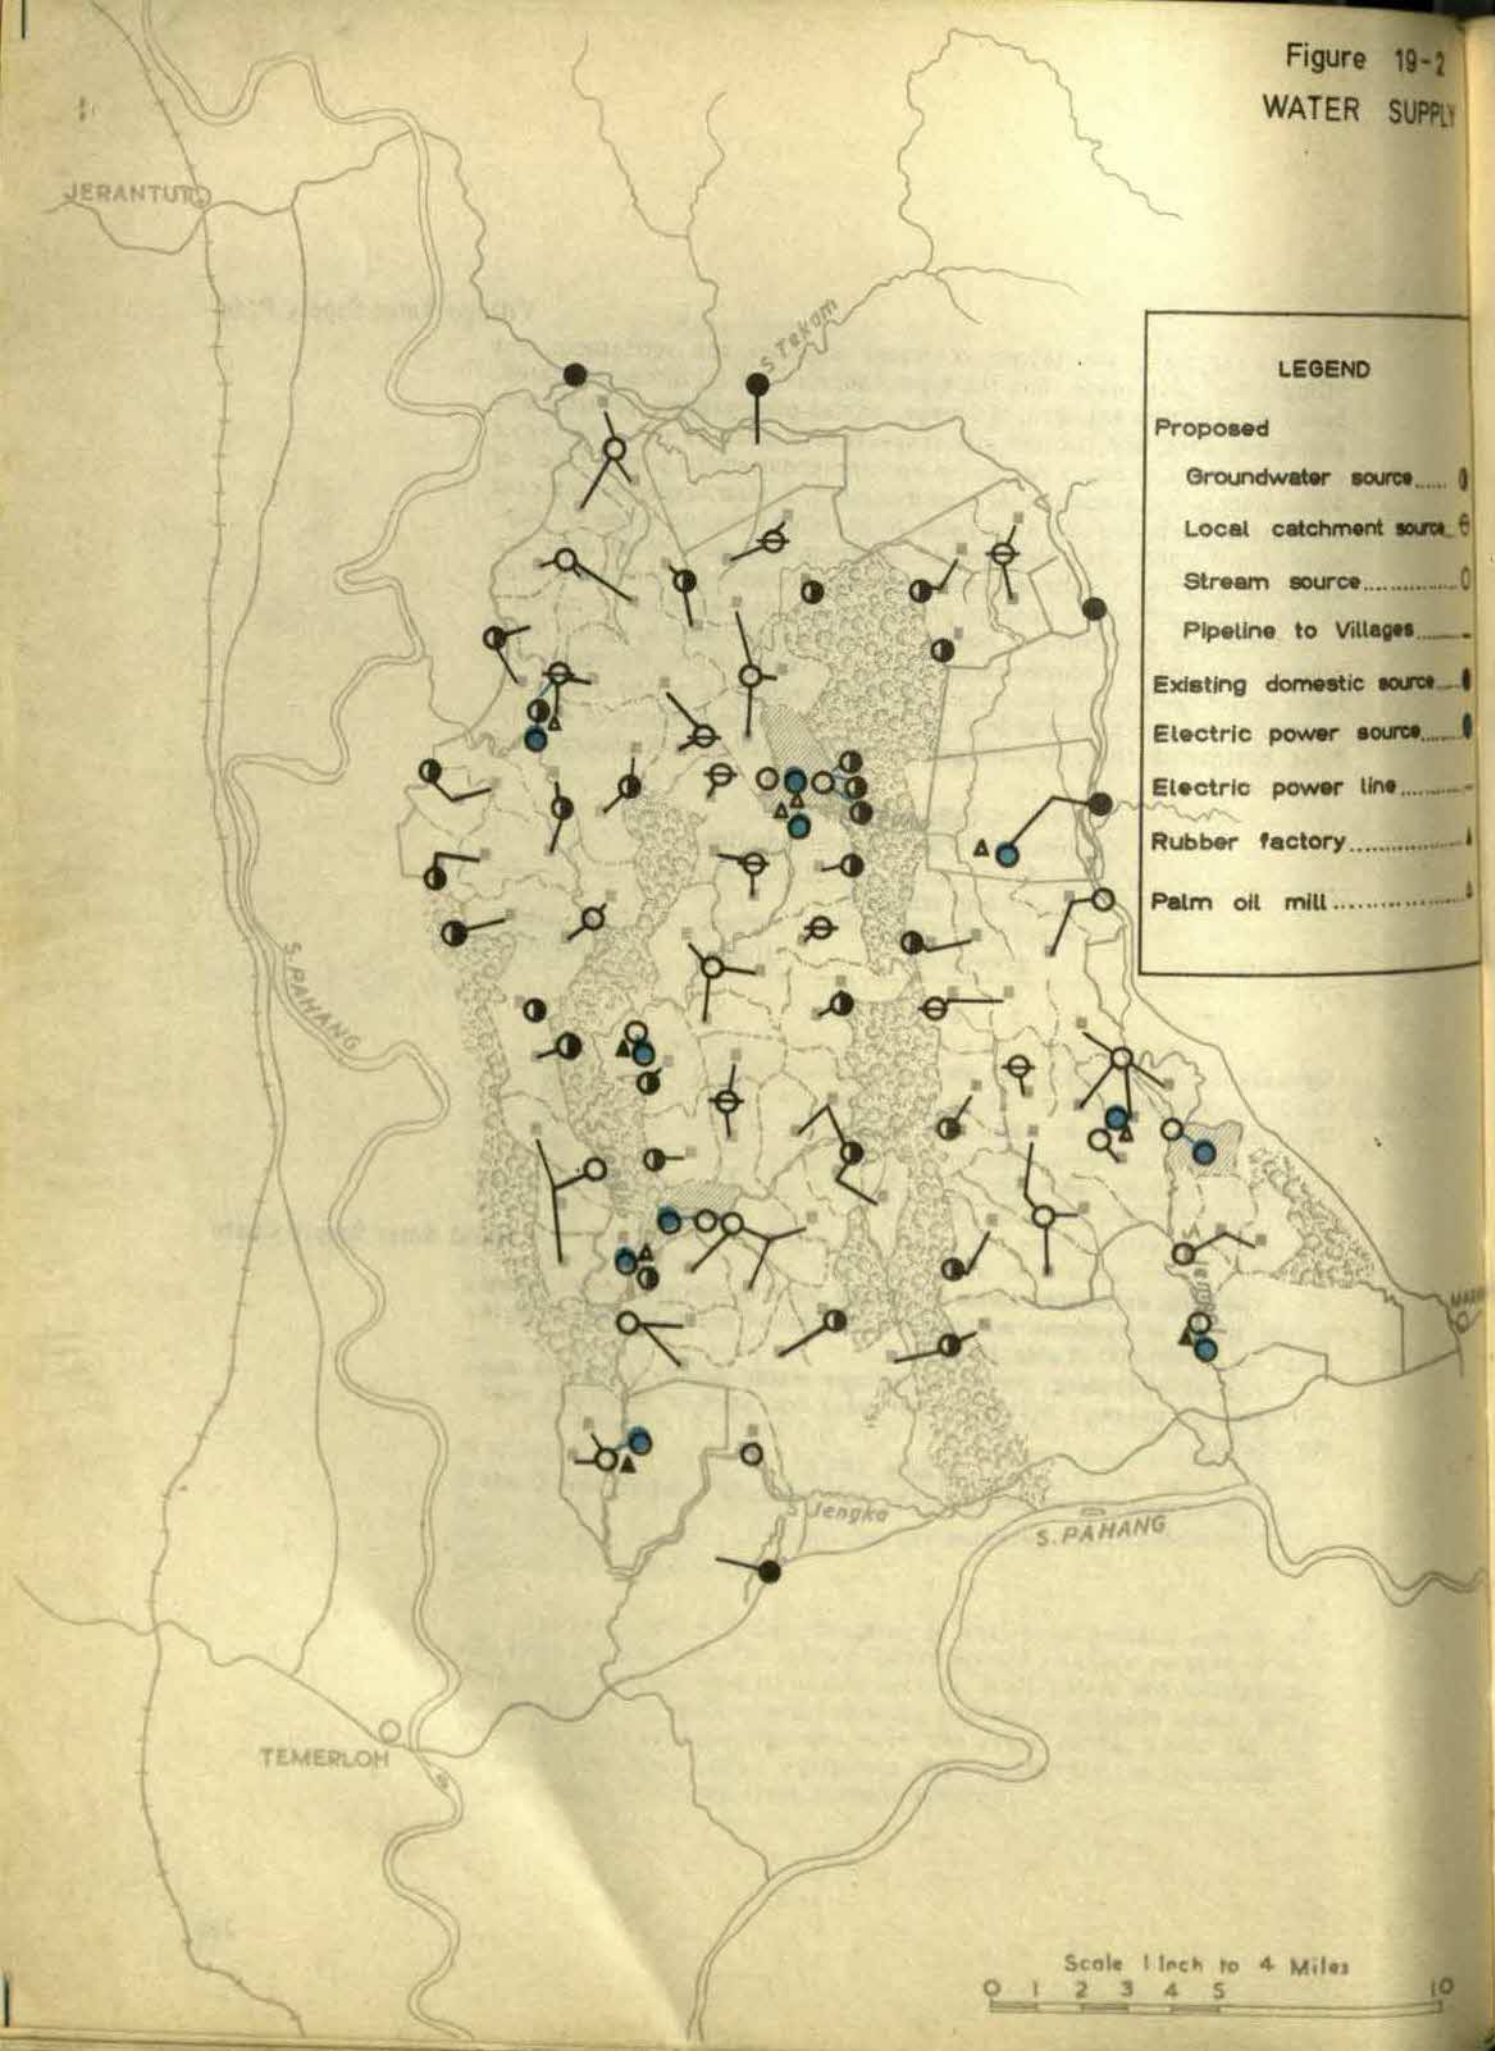 Figure 19-2
WATER SUPPLY
JERANTUT
S Tekam
LEGEND
Proposed
Groundwater source......
Local catchment source..
Stream source..............
Pipeline to Villages........
Existing domestic source....
Electric power source.......
Electric power line..........
Rubber factory................
Palm oil mill..................
S. PAHANG
Jempol
S Jengka
S. PAHANG
TEMERLOH
Scale 1 Inch to 4 Miles
0 1 2 3 4 5 10